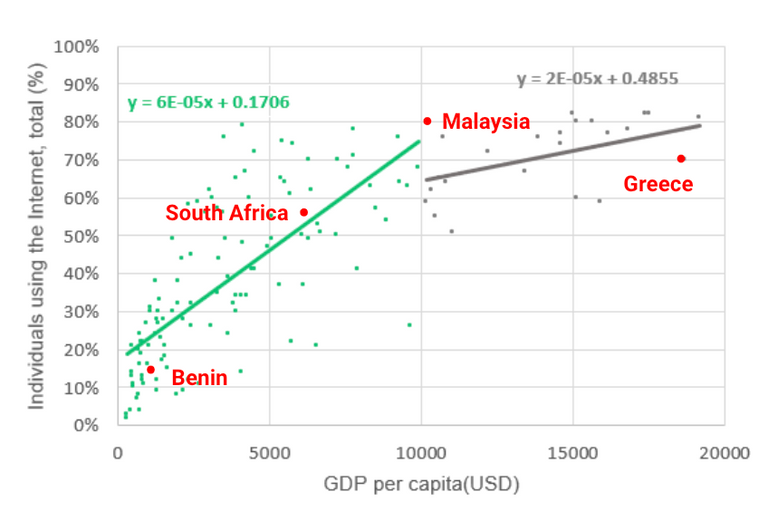 Individuals using the Internet, total (%)
100%
90%
80%
70%
60%
50%
40%
30%
20%
10%
0%
y = 6E-05x + 0.1706
y = 2E-05x + 0.4855
Malaysia
Greece
South Africa
Benin
0 5000 10000 15000 20000
GDP per capita(USD)